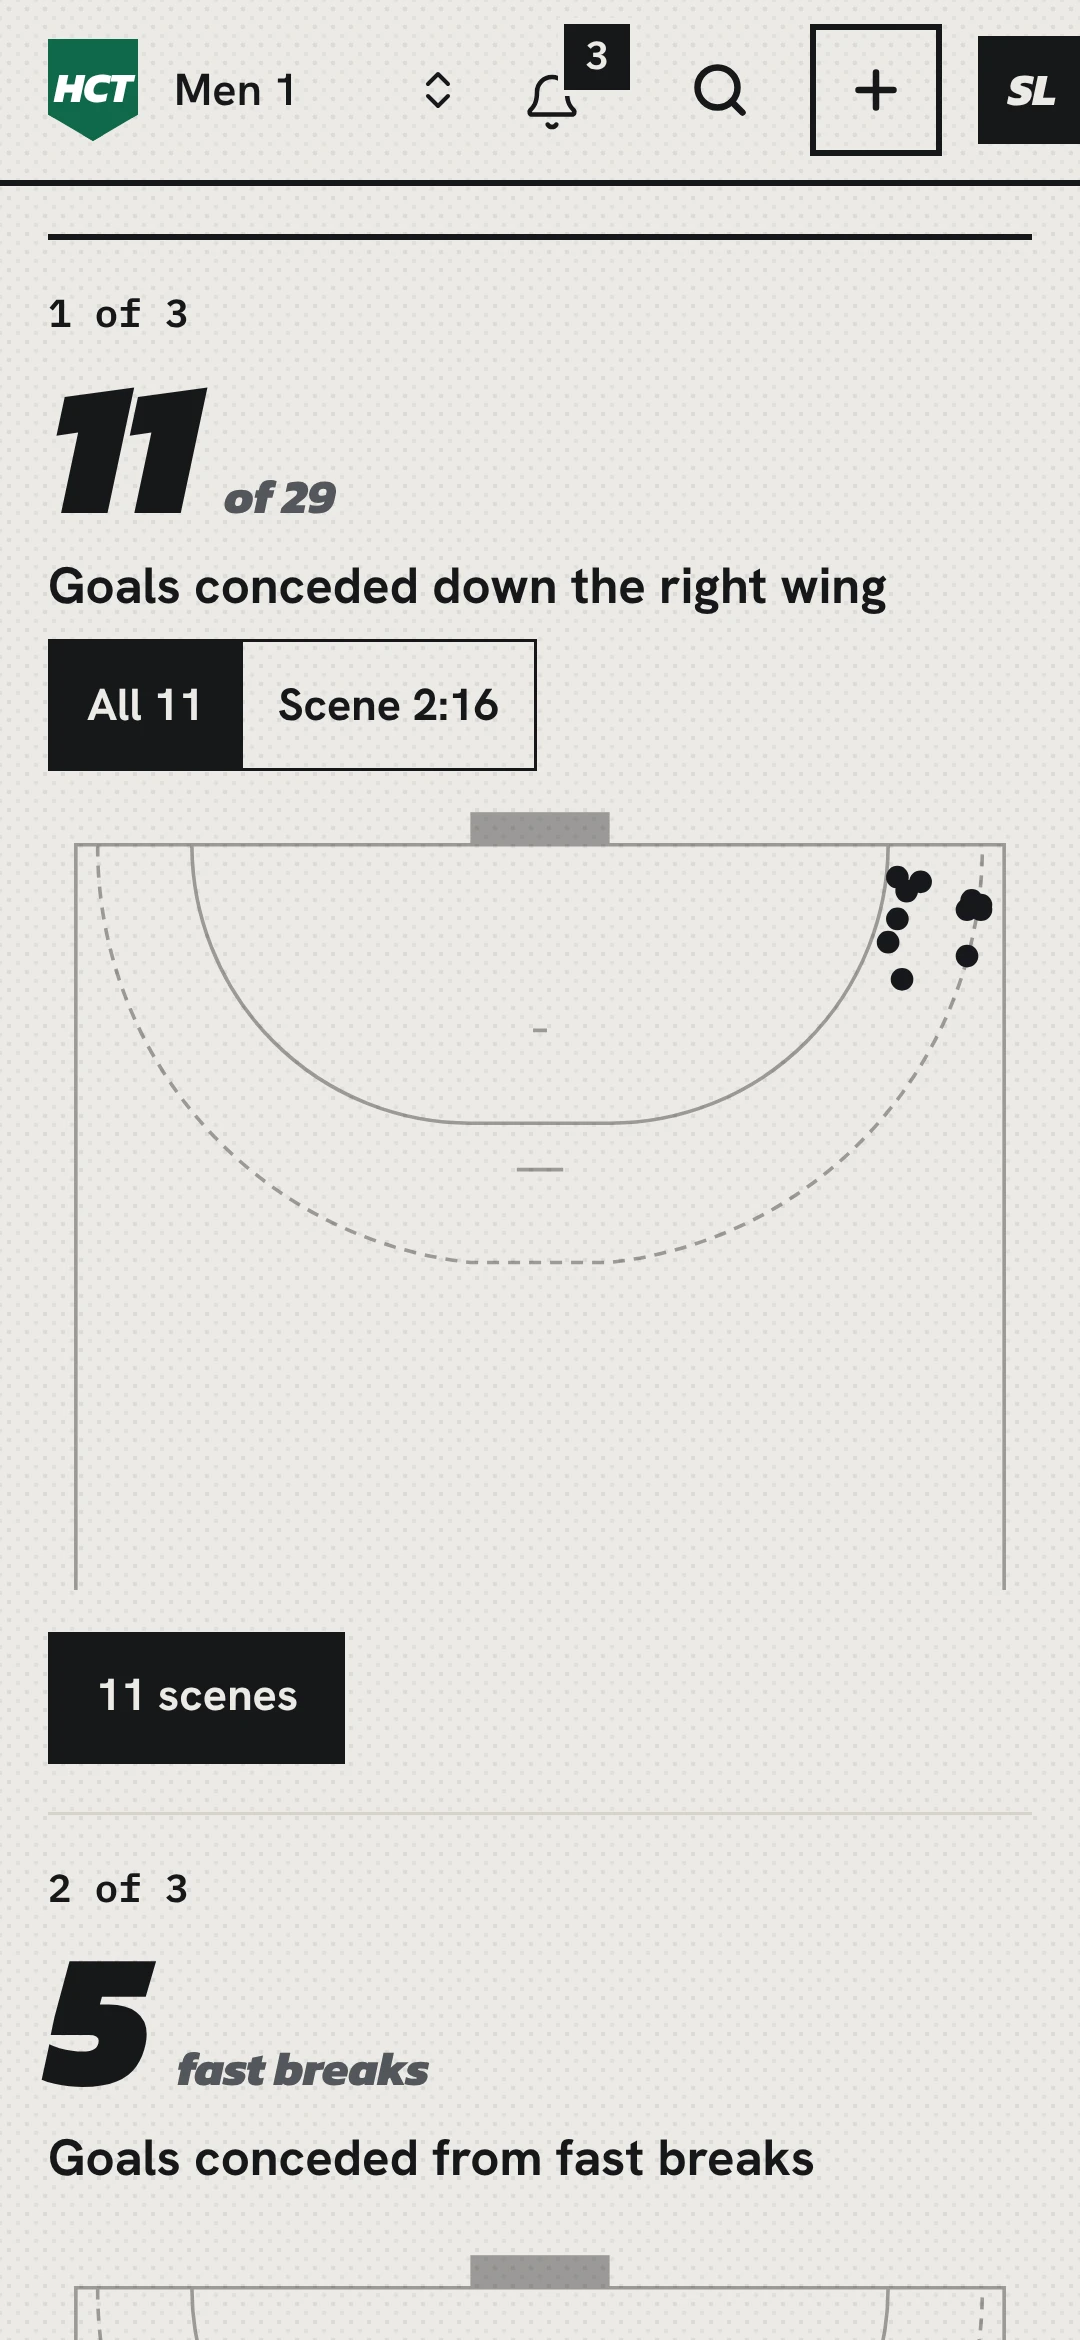 HCT
Men 1
3
SL
1 of 3
11 of 29
Goals conceded down the right wing
All 11
Scene 2:16
11 scenes
2 of 3
5 fast breaks
Goals conceded from fast breaks